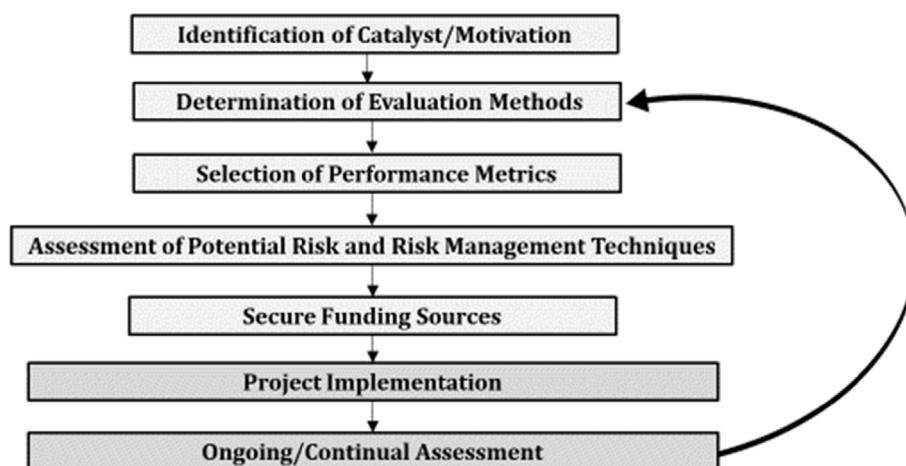 Identification of Catalyst/Motivation
Determination of Evaluation Methods
Selection of Performance Metrics
Assessment of Potential Risk and Risk Management Techniques
Secure Funding Sources
Project Implementation
Ongoing/Continual Assessment